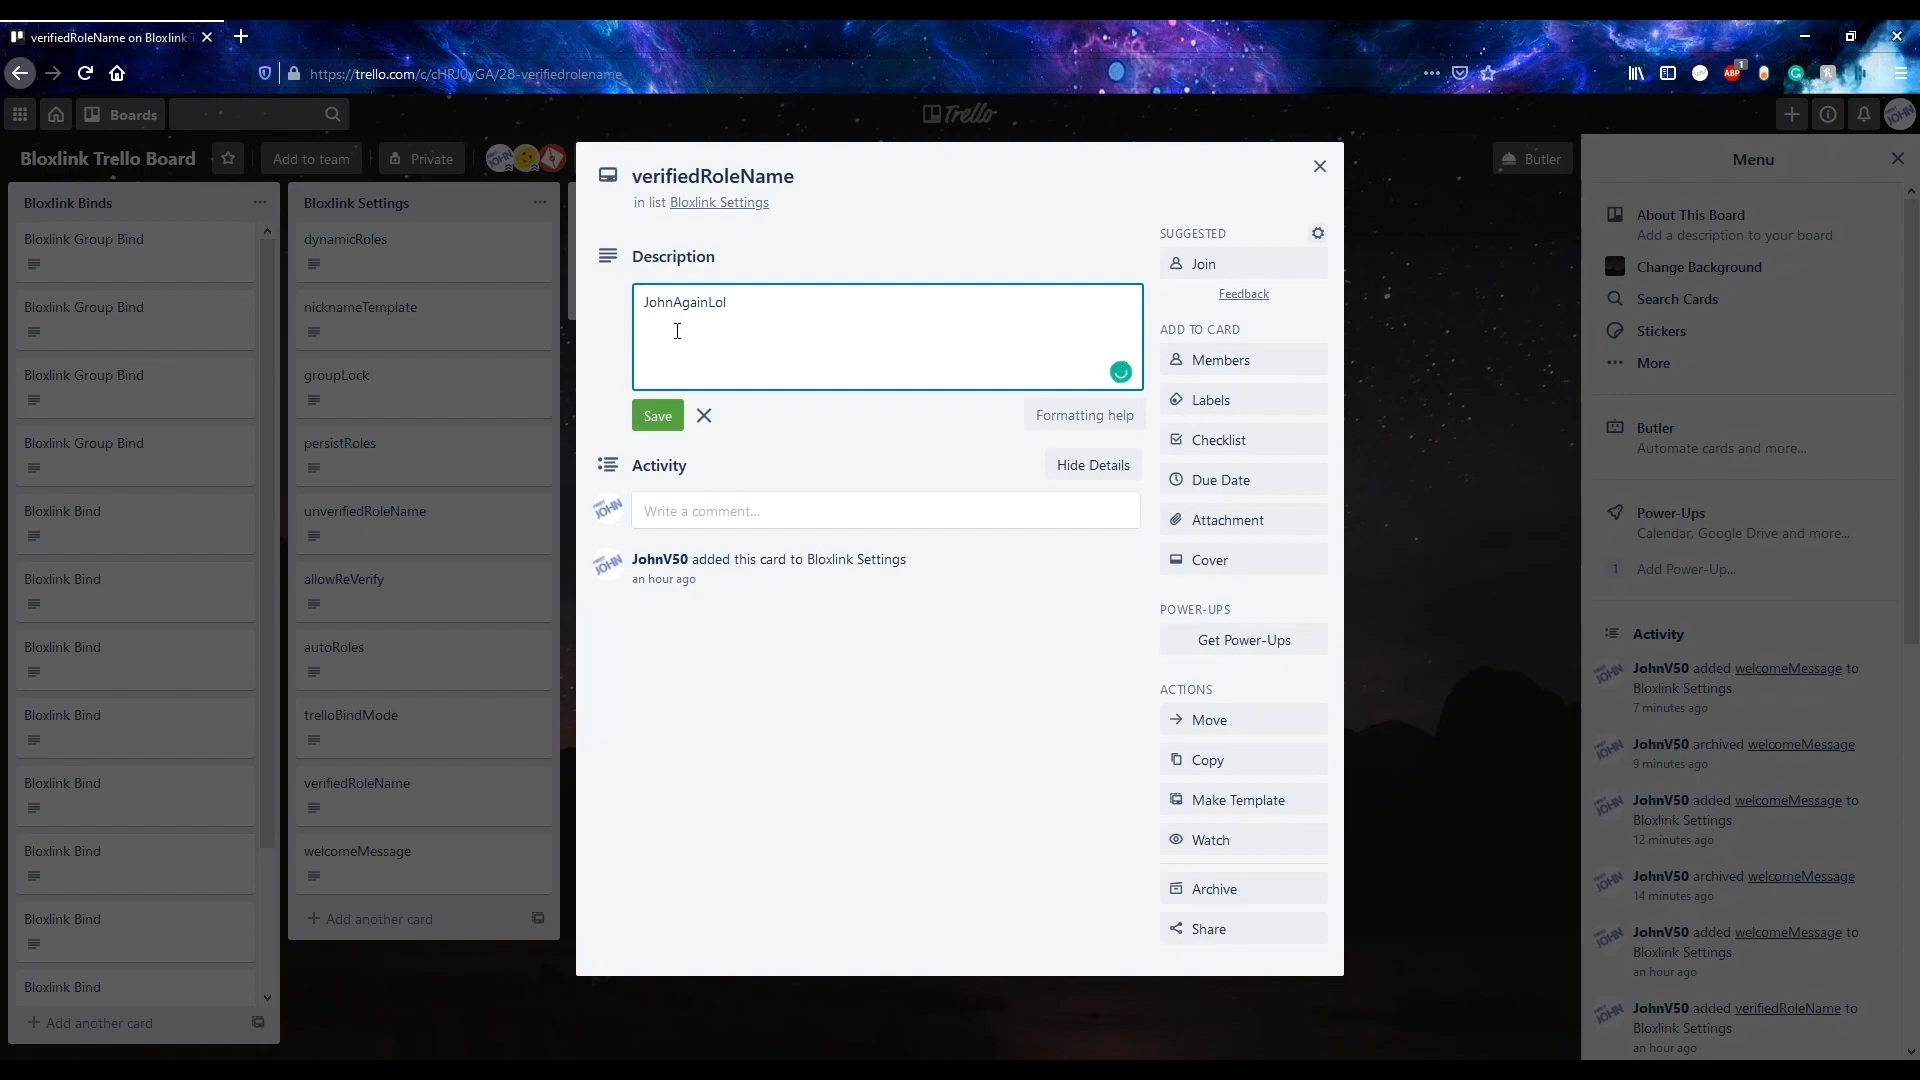 verifiedRoleName on Bloxlink
https://trello.com/c/cHRJ0yGA/28-verifiedrolename
ABP
1
Boards
Trello
JOHN
Bloxlink Trello Board
Add to team
Private
Butler
Bloxlink Binds
Bloxlink Group Bind
Bloxlink Group Bind
Bloxlink Group Bind
Bloxlink Group Bind
Bloxlink Bind
Bloxlink Bind
Bloxlink Bind
Bloxlink Bind
Bloxlink Bind
Bloxlink Bind
Bloxlink Bind
Bloxlink Bind
+ Add another card
Bloxlink Settings
dynamicRoles
nicknameTemplate
groupLock
persistRoles
unverifiedRoleName
allowReVerify
autoRoles
trelloBindMode
verifiedRoleName
welcomeMessage
+ Add another card
verifiedRoleName
in list Bloxlink Settings
Description
JohnAgainLol
Save
Formatting help
Activity
Hide Details
JOHN
Write a comment…
JOHN
JohnV50 added this card to Bloxlink Settings
an hour ago
SUGGESTED
Join
Feedback
ADD TO CARD
Members
Labels
Checklist
Due Date
Attachment
Cover
POWER-UPS
Get Power-Ups
ACTIONS
Move
Copy
Make Template
Watch
Archive
Share
Menu
About This Board
Add a description to your board
Change Background
Search Cards
Stickers
More
Butler
Automate cards and more...
Power-Ups
Calendar, Google Drive and more...
1 Add Power-Up...
Activity
JohnV50 added welcomeMessage to
Bloxlink Settings
7 minutes ago
JohnV50 archived welcomeMessage
9 minutes ago
JohnV50 added welcomeMessage to
Bloxlink Settings
12 minutes ago
JohnV50 archived welcomeMessage
14 minutes ago
JohnV50 added welcomeMessage to
Bloxlink Settings
an hour ago
JohnV50 added verifiedRoleName to
Bloxlink Settings
an hour ago